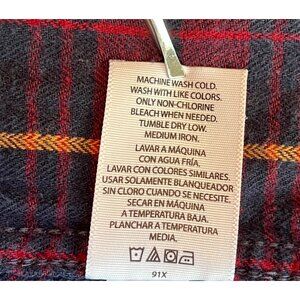 MACHINE WASH COLD.
WASH WITH LIKE COLORS.
ONLY NON-CHLORINE
BLEACH WHEN NEEDED.
TUMBLE DRY LOW.
MEDIUM IRON.
LAVAR A MÁQUINA
CON AGUA FRÍA.
LAVAR CON COLORES SIMILARES.
USAR SOLAMENTE BLANQUEADOR
SIN CLORO CUANDO SE NECESITE.
SECAR EN MÁQUINA
A TEMPERATURA BAJA.
PLANCHAR A TEMPERATURA
MEDIA.
91X